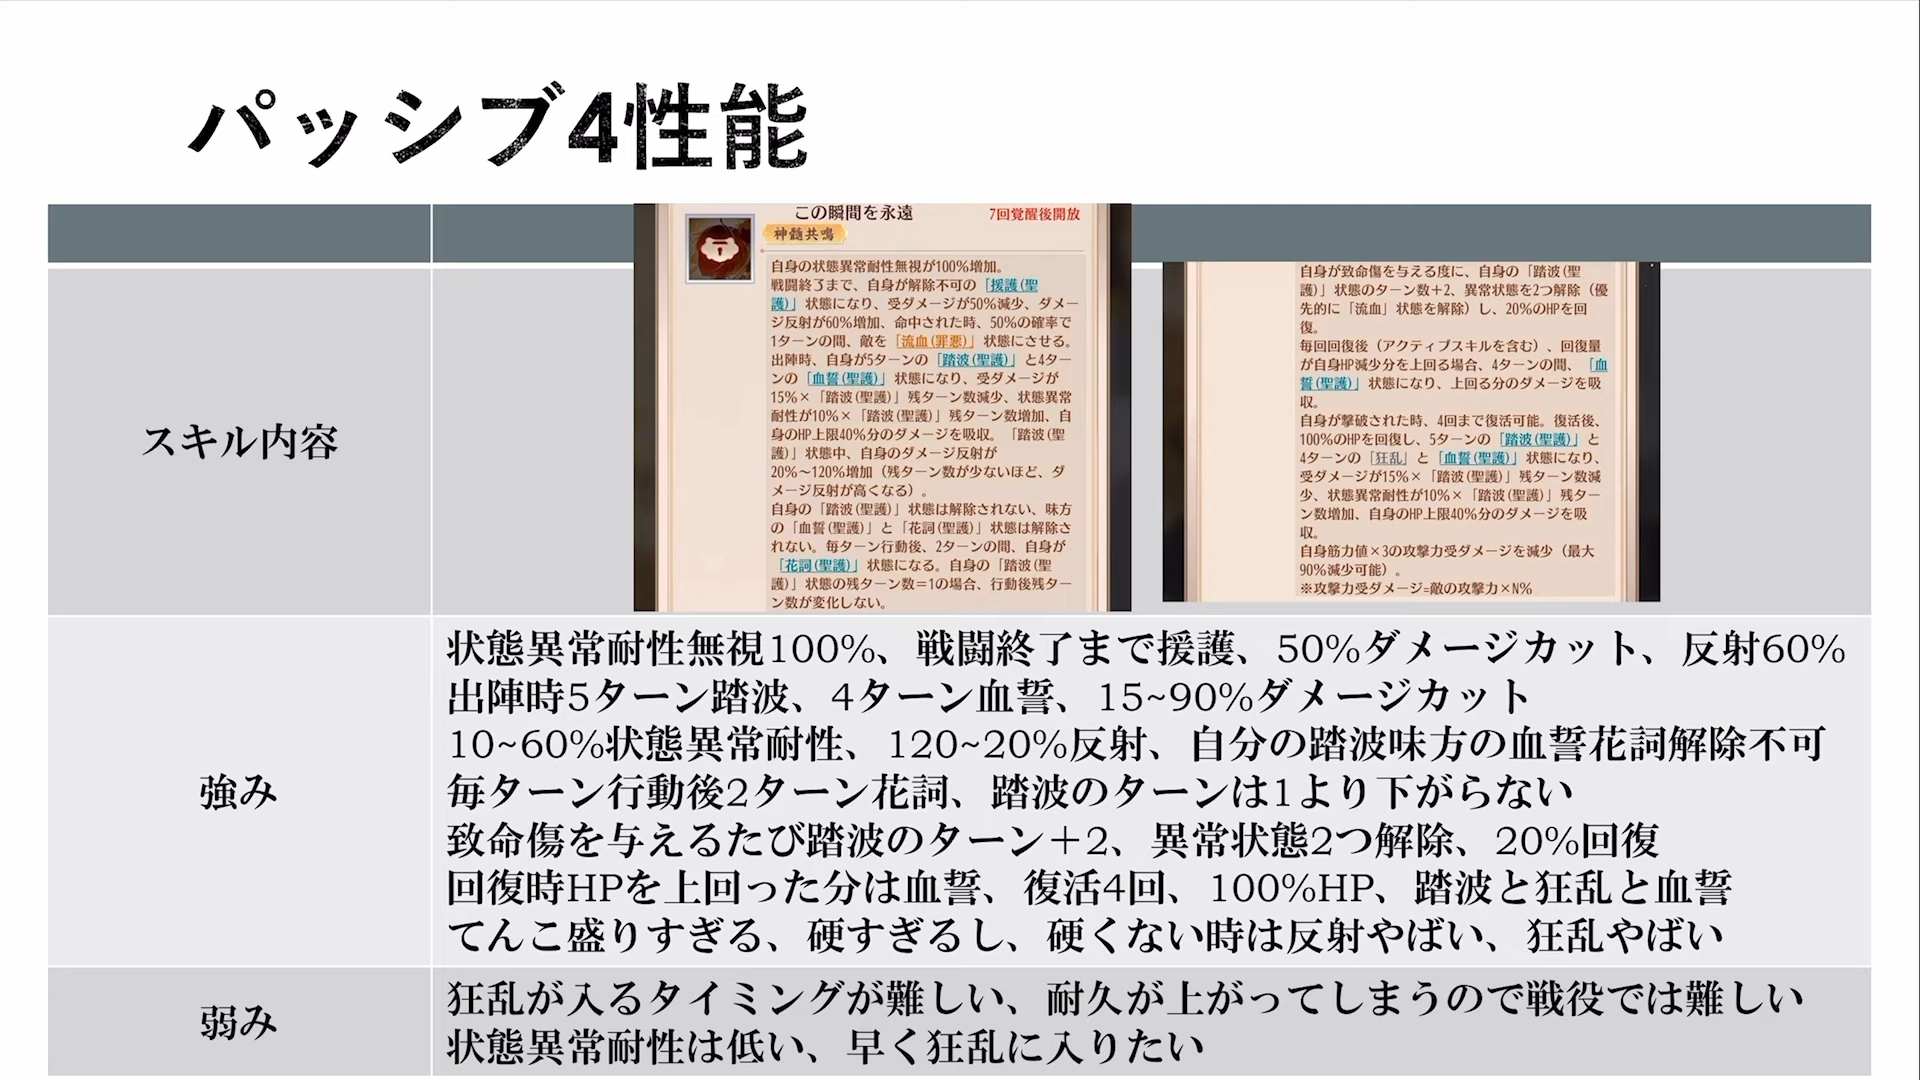 パッシブ4性能
スキル内容
この瞬間を永遠
7回覚醒後開放
神髄共鳴
自身の状態異常耐性無視が100%増加。
戦闘終了まで、自身が解除不可の「援護(聖
護)」状態になり、受ダメージが50%減少、ダメー
ジ反射が60%増加、命中された時、50%の確率で
1ターンの間、敵を「流血(罪悪)」状態にさせる。
出陣時、自身が5ターンの「踏波(聖護)」と4ター
ンの「血誓(聖護)」状態になり、受ダメージが
15%×「踏波(聖護)」残ターン数減少、状態異常
耐性が10%×「踏波(聖護)」残ターン数増加、自
身のHP上限40%分のダメージを吸収。「踏波(聖
護)」状態中、自身のダメージ反射が
20%～120%増加（残ターン数が少ないほど、ダ
メージ反射が高くなる）。
自身の「踏波(聖護)」状態は解除されない、味方
の「血誓(聖護)」と「花詞(聖護)」状態は解除さ
れない。毎ターン行動後、2ターンの間、自身が
「花詞(聖護)」状態になる。自身の「踏波(聖
護)」状態の残ターン数＝1の場合、行動後残ター
ン数が変化しない。
自身が致命傷を与える度に、自身の「踏波(聖
護)」状態のターン数＋2、異常状態を2つ解除（優
先的に「流血」状態を解除）し、20%のHPを回
復。
毎回回復後（アクティブスキルを含む）、回復量
が自身HP減少分を上回る場合、4ターンの間、「血
誓(聖護)」状態になり、上回る分のダメージを吸
収。
自身が撃破された時、4回まで復活可能。復活後、
100%のHPを回復し、5ターンの「踏波(聖護)」と
4ターンの「狂乱」と「血誓(聖護)」状態になり、
受ダメージが15%×「踏波(聖護)」残ターン数減
少、状態異常耐性が10%×「踏波(聖護)」残ター
ン数増加、自身のHP上限40%分のダメージを吸
収。
自身筋力値×3の攻撃力受ダメージを減少（最大
90%減少可能）。
※攻撃力受ダメージ=敵の攻撃力×N%
強み
状態異常耐性無視100%、戦闘終了まで援護、50%ダメージカット、反射60%
出陣時5ターン踏波、4ターン血誓、15~90%ダメージカット
10~60%状態異常耐性、120~20%反射、自分の踏波味方の血誓花詞解除不可
毎ターン行動後2ターン花詞、踏波のターンは1より下がらない
致命傷を与えるたび踏波のターン＋2、異常状態2つ解除、20%回復
回復時HPを上回った分は血誓、復活4回、100%HP、踏波と狂乱と血誓
てんこ盛りすぎる、硬すぎるし、硬くない時は反射やばい、狂乱やばい
弱み
狂乱が入るタイミングが難しい、耐久が上がってしまうので戦役では難しい
状態異常耐性は低い、早く狂乱に入りたい